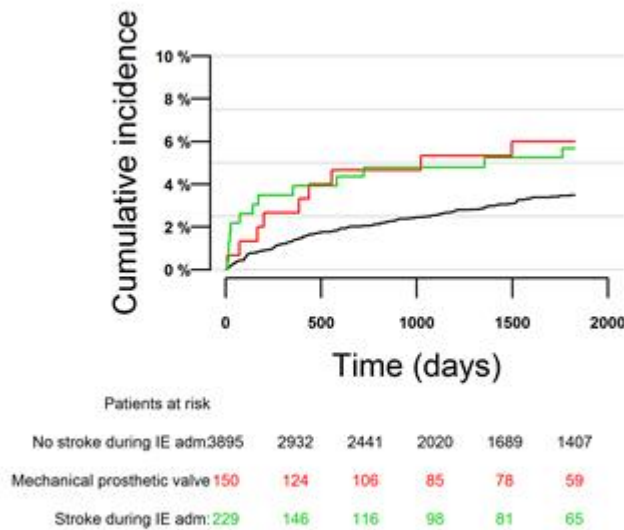 Cumulative incidence
10 %
8 %
6 %
4 %
2 %
0 %
0 500 1000 1500 2000
Time (days)
Patients at risk
No stroke during IE adm: 3895 2932 2441 2020 1689 1407
Mechanical prosthetic valve 150 124 106 85 78 59
Stroke during IE adm: 229 146 116 98 81 65